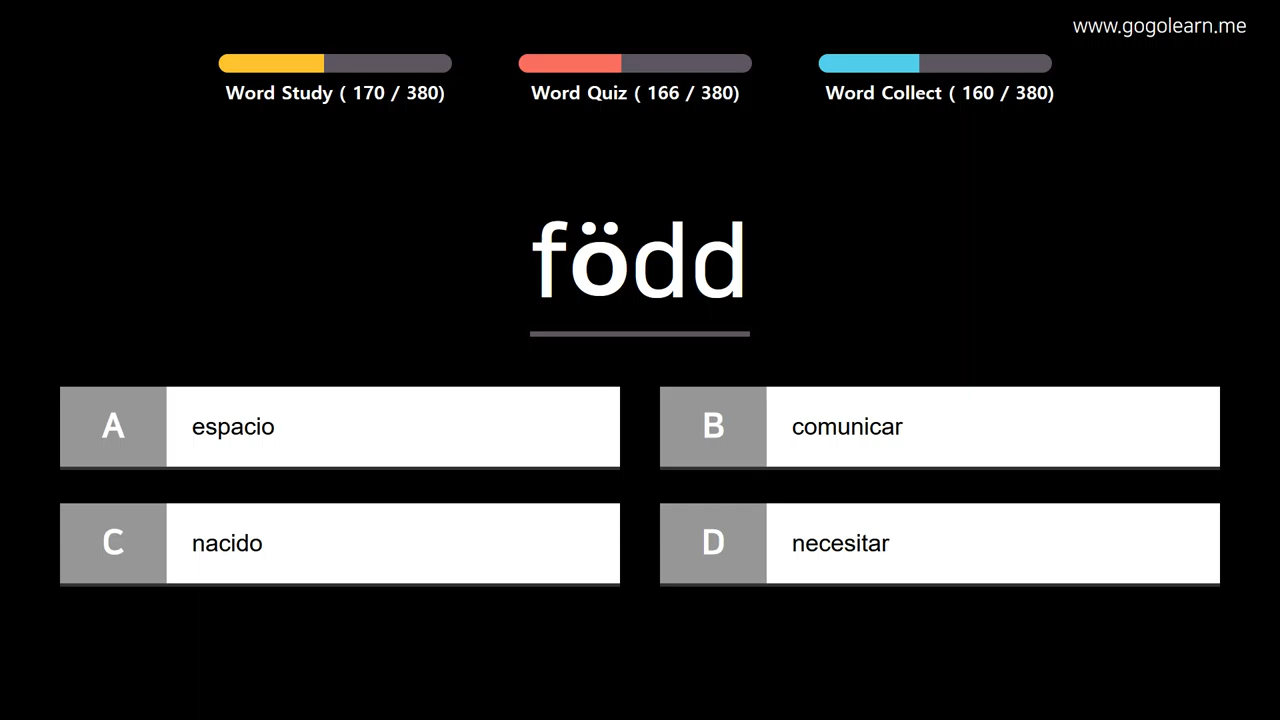 www.gogolearn.me
Word Study ( 170 / 380)
Word Quiz ( 166 / 380)
Word Collect ( 160 / 380)
född
A espacio
B comunicar
C nacido
D necesitar